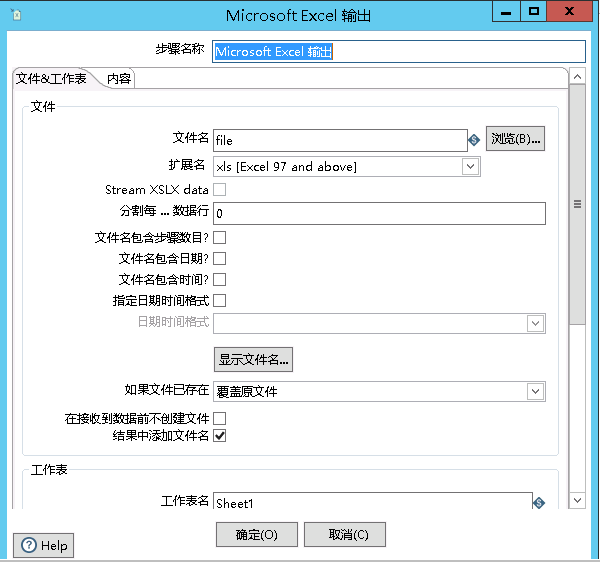 Microsoft Excel 输出
步骤名称 Microsoft Excel 输出
文件&工作表 内容
文件
文件名 file 浏览(B)...
扩展名 xls [Excel 97 and above]
Stream XSLX data
分割每 ... 数据行 0
文件名包含步骤数目?
文件名包含日期?
文件名包含时间?
指定日期时间格式
日期时间格式
显示文件名...
如果文件已存在 覆盖原文件
在接收到数据前不创建文件
结果中添加文件名
工作表
工作表名 Sheet1
确定(O) 取消(C)
Help